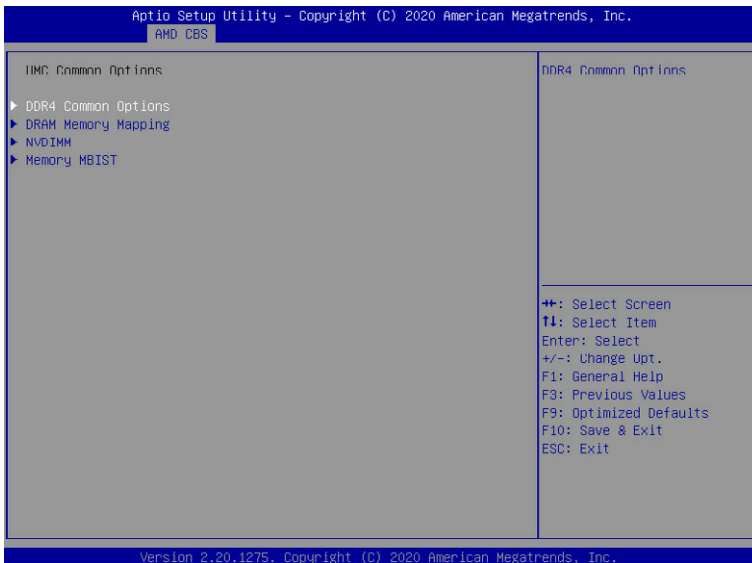 Aptio Setup Utility – Copyright (C) 2020 American Megatrends, Inc.
AMD CBS
UMC Common Options
DDR4 Common Options
DRAM Memory Mapping
NVDIMM
Memory MBIST
DDR4 Common Options
→←: Select Screen
↑↓: Select Item
Enter: Select
+/-: Change Opt.
F1: General Help
F3: Previous Values
F9: Optimized Defaults
F10: Save & Exit
ESC: Exit
Version 2.20.1275. Copyright (C) 2020 American Megatrends, Inc.